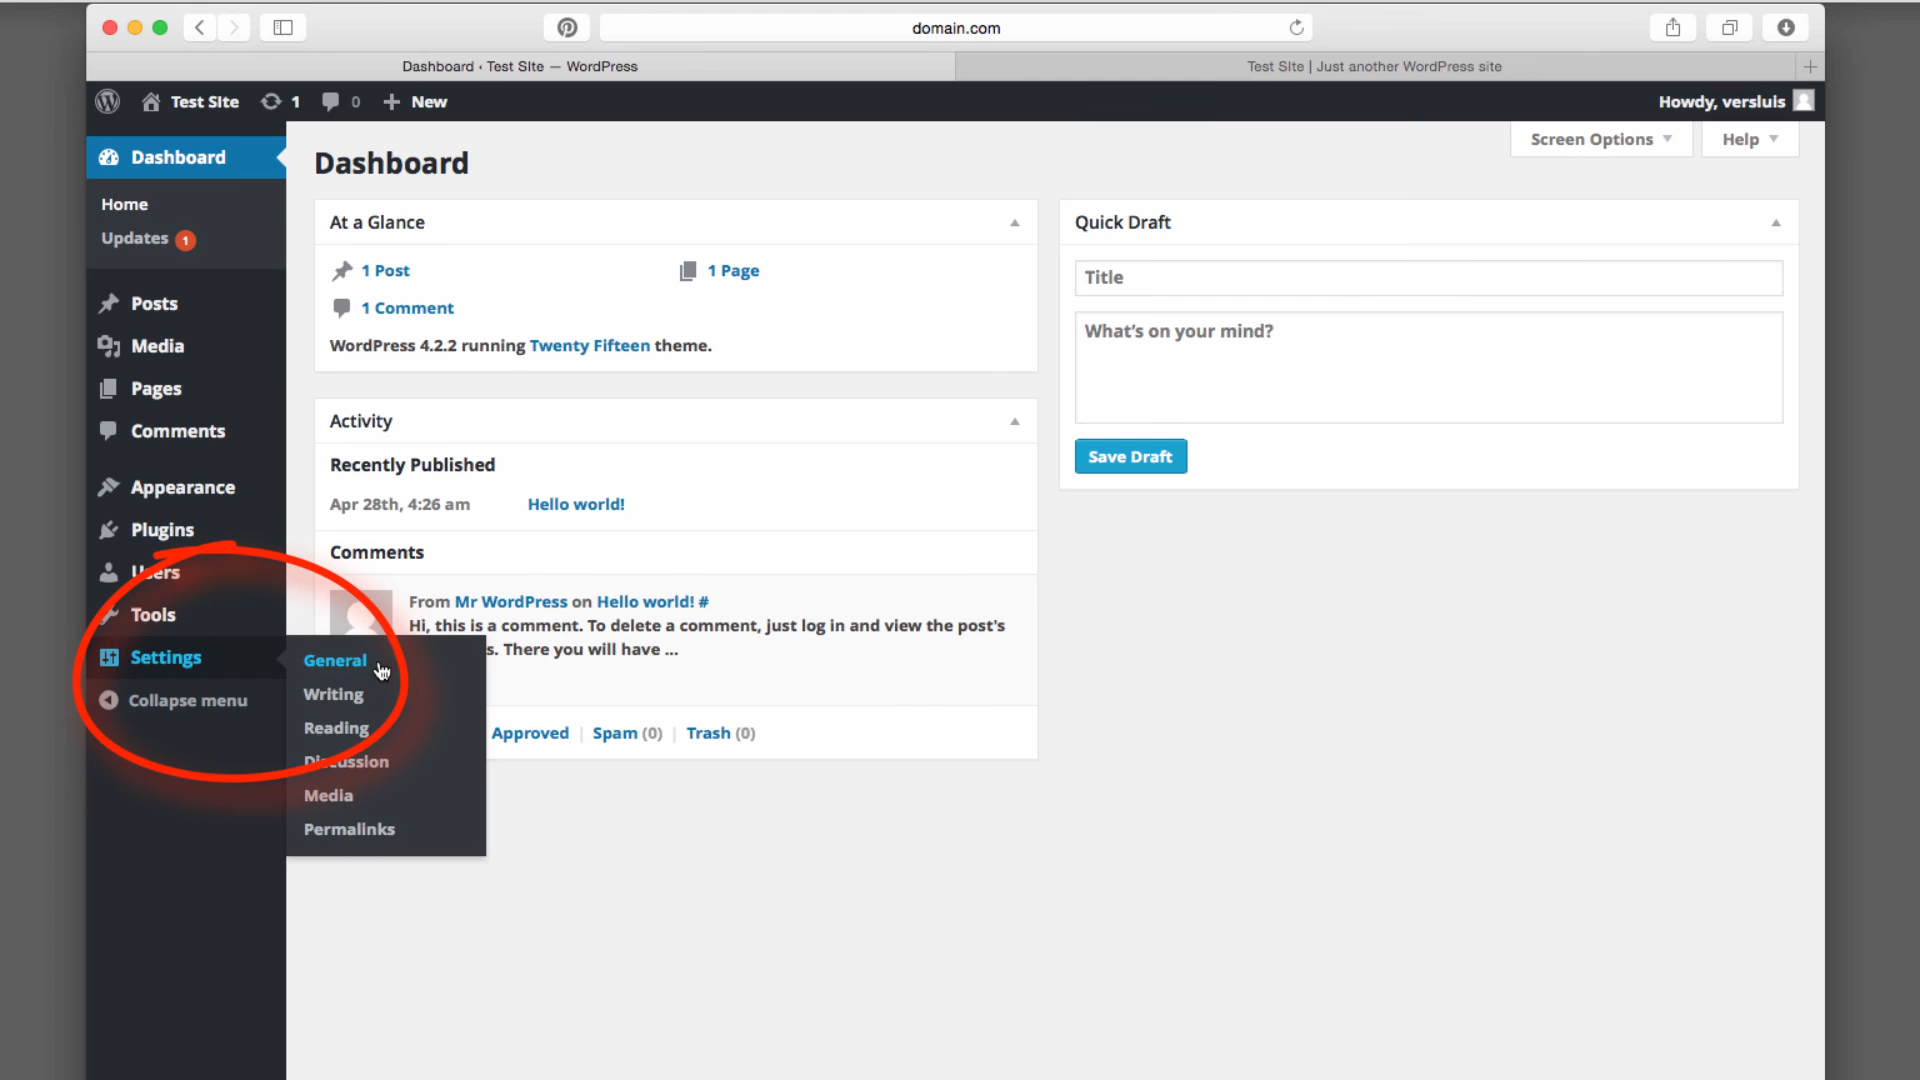 domain.com
Dashboard ‹ Test SIte — WordPress
Test SIte | Just another WordPress site
Test SIte 1 0 New
Howdy, versluis
Dashboard
Home
Updates 1
Posts
Media
Pages
Comments
Appearance
Plugins
Users
Tools
Settings
Collapse menu
General
Writing
Reading
Discussion
Media
Permalinks
Screen Options
Help
Dashboard
At a Glance
1 Post
1 Page
1 Comment
WordPress 4.2.2 running Twenty Fifteen theme.
Activity
Recently Published
Apr 28th, 4:26 am Hello world!
Comments
From Mr WordPress on Hello world! #
Hi, this is a comment. To delete a comment, just log in and view the post's
s. There you will have ...
Approved | Spam (0) | Trash (0)
Quick Draft
Title
What's on your mind?
Save Draft